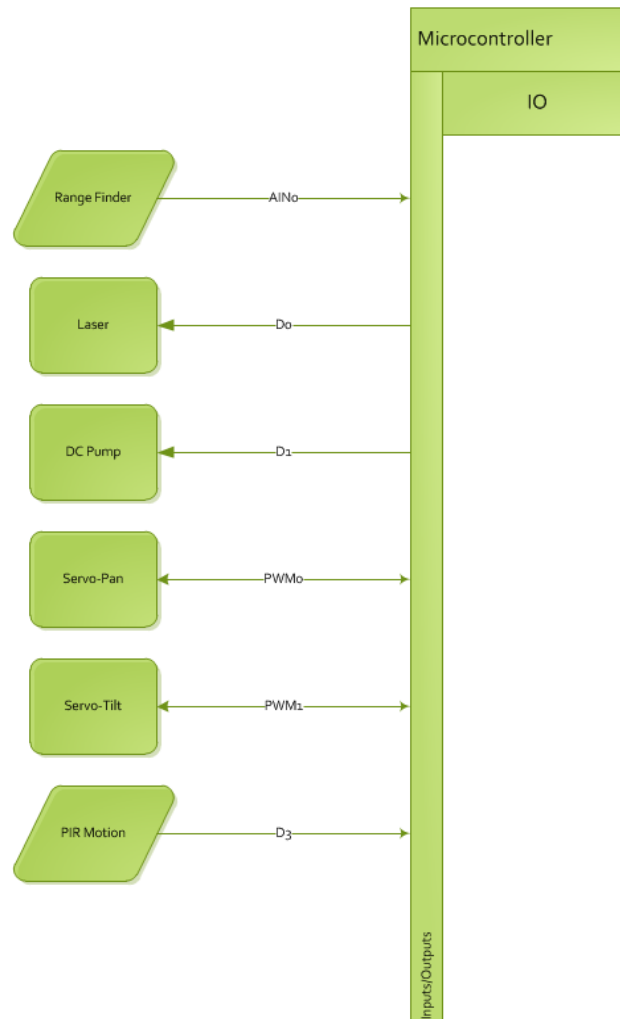 Microcontroller
IO
Range Finder
AIN0
Laser
D0
DC Pump
D1
Servo-Pan
PWM0
Servo-Tilt
PWM1
PIR Motion
D3
Inputs/Outputs